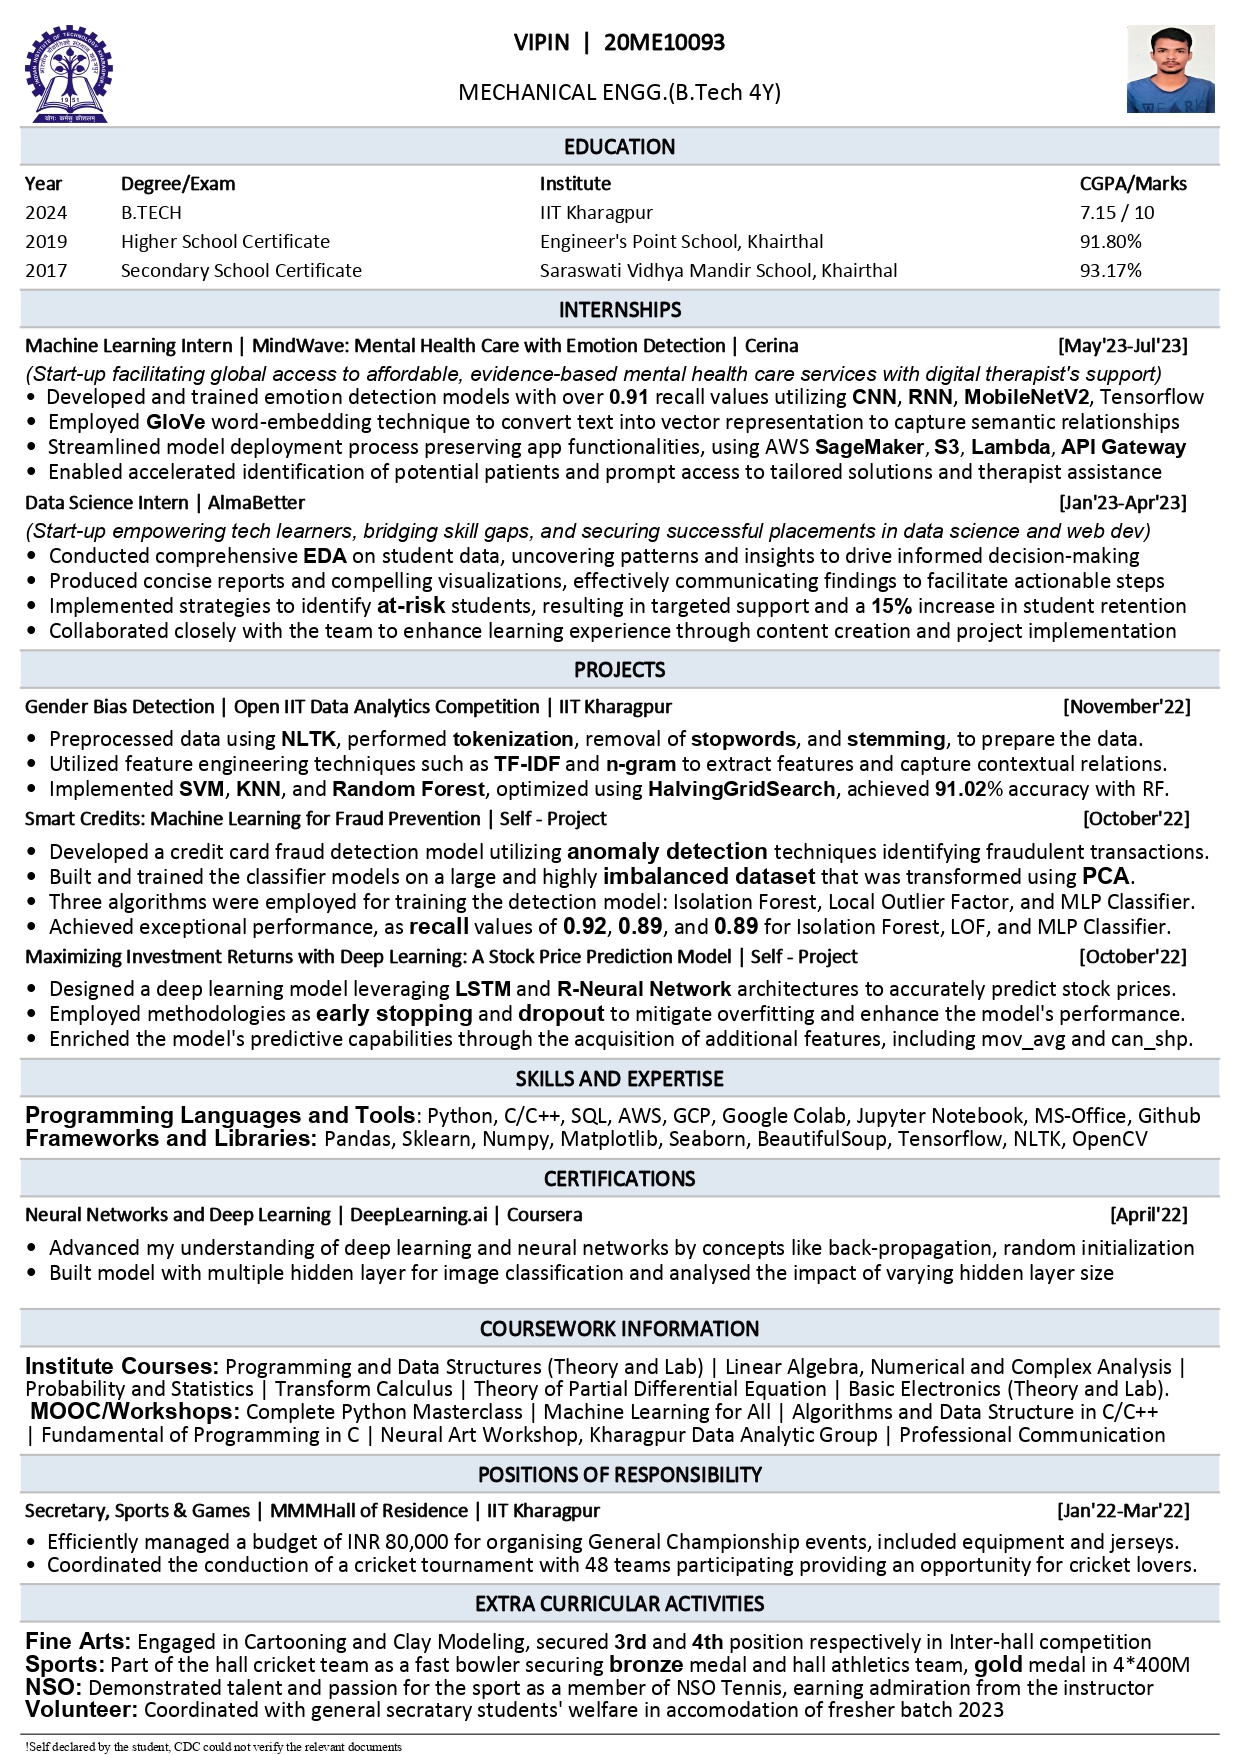 VIPIN | 20ME10093
MECHANICAL ENGG.(B.Tech 4Y)
1951
योगः कर्मसु कौशलम्
EDUCATION
Year Degree/Exam Institute CGPA/Marks
2024 B.TECH IIT Kharagpur 7.15 / 10
2019 Higher School Certificate Engineer's Point School, Khairthal 91.80%
2017 Secondary School Certificate Saraswati Vidhya Mandir School, Khairthal 93.17%
INTERNSHIPS
Machine Learning Intern | MindWave: Mental Health Care with Emotion Detection | Cerina [May'23-Jul'23]
(Start-up facilitating global access to affordable, evidence-based mental health care services with digital therapist's support)
• Developed and trained emotion detection models with over 0.91 recall values utilizing CNN, RNN, MobileNetV2, Tensorflow
• Employed GloVe word-embedding technique to convert text into vector representation to capture semantic relationships
• Streamlined model deployment process preserving app functionalities, using AWS SageMaker, S3, Lambda, API Gateway
• Enabled accelerated identification of potential patients and prompt access to tailored solutions and therapist assistance
Data Science Intern | AlmaBetter [Jan'23-Apr'23]
(Start-up empowering tech learners, bridging skill gaps, and securing successful placements in data science and web dev)
• Conducted comprehensive EDA on student data, uncovering patterns and insights to drive informed decision-making
• Produced concise reports and compelling visualizations, effectively communicating findings to facilitate actionable steps
• Implemented strategies to identify at-risk students, resulting in targeted support and a 15% increase in student retention
• Collaborated closely with the team to enhance learning experience through content creation and project implementation
PROJECTS
Gender Bias Detection | Open IIT Data Analytics Competition | IIT Kharagpur [November'22]
• Preprocessed data using NLTK, performed tokenization, removal of stopwords, and stemming, to prepare the data.
• Utilized feature engineering techniques such as TF-IDF and n-gram to extract features and capture contextual relations.
• Implemented SVM, KNN, and Random Forest, optimized using HalvingGridSearch, achieved 91.02% accuracy with RF.
Smart Credits: Machine Learning for Fraud Prevention | Self - Project [October'22]
• Developed a credit card fraud detection model utilizing anomaly detection techniques identifying fraudulent transactions.
• Built and trained the classifier models on a large and highly imbalanced dataset that was transformed using PCA.
• Three algorithms were employed for training the detection model: Isolation Forest, Local Outlier Factor, and MLP Classifier.
• Achieved exceptional performance, as recall values of 0.92, 0.89, and 0.89 for Isolation Forest, LOF, and MLP Classifier.
Maximizing Investment Returns with Deep Learning: A Stock Price Prediction Model | Self - Project [October'22]
• Designed a deep learning model leveraging LSTM and R-Neural Network architectures to accurately predict stock prices.
• Employed methodologies as early stopping and dropout to mitigate overfitting and enhance the model's performance.
• Enriched the model's predictive capabilities through the acquisition of additional features, including mov_avg and can_shp.
SKILLS AND EXPERTISE
Programming Languages and Tools: Python, C/C++, SQL, AWS, GCP, Google Colab, Jupyter Notebook, MS-Office, Github
Frameworks and Libraries: Pandas, Sklearn, Numpy, Matplotlib, Seaborn, BeautifulSoup, Tensorflow, NLTK, OpenCV
CERTIFICATIONS
Neural Networks and Deep Learning | DeepLearning.ai | Coursera [April'22]
• Advanced my understanding of deep learning and neural networks by concepts like back-propagation, random initialization
• Built model with multiple hidden layer for image classification and analysed the impact of varying hidden layer size
COURSEWORK INFORMATION
Institute Courses: Programming and Data Structures (Theory and Lab) | Linear Algebra, Numerical and Complex Analysis |
Probability and Statistics | Transform Calculus | Theory of Partial Differential Equation | Basic Electronics (Theory and Lab).
MOOC/Workshops: Complete Python Masterclass | Machine Learning for All | Algorithms and Data Structure in C/C++
| Fundamental of Programming in C | Neural Art Workshop, Kharagpur Data Analytic Group | Professional Communication
POSITIONS OF RESPONSIBILITY
Secretary, Sports & Games | MMMHall of Residence | IIT Kharagpur [Jan'22-Mar'22]
• Efficiently managed a budget of INR 80,000 for organising General Championship events, included equipment and jerseys.
• Coordinated the conduction of a cricket tournament with 48 teams participating providing an opportunity for cricket lovers.
EXTRA CURRICULAR ACTIVITIES
Fine Arts: Engaged in Cartooning and Clay Modeling, secured 3rd and 4th position respectively in Inter-hall competition
Sports: Part of the hall cricket team as a fast bowler securing bronze medal and hall athletics team, gold medal in 4*400M
NSO: Demonstrated talent and passion for the sport as a member of NSO Tennis, earning admiration from the instructor
Volunteer: Coordinated with general secratary students' welfare in accomodation of fresher batch 2023
!Self declared by the student, CDC could not verify the relevant documents